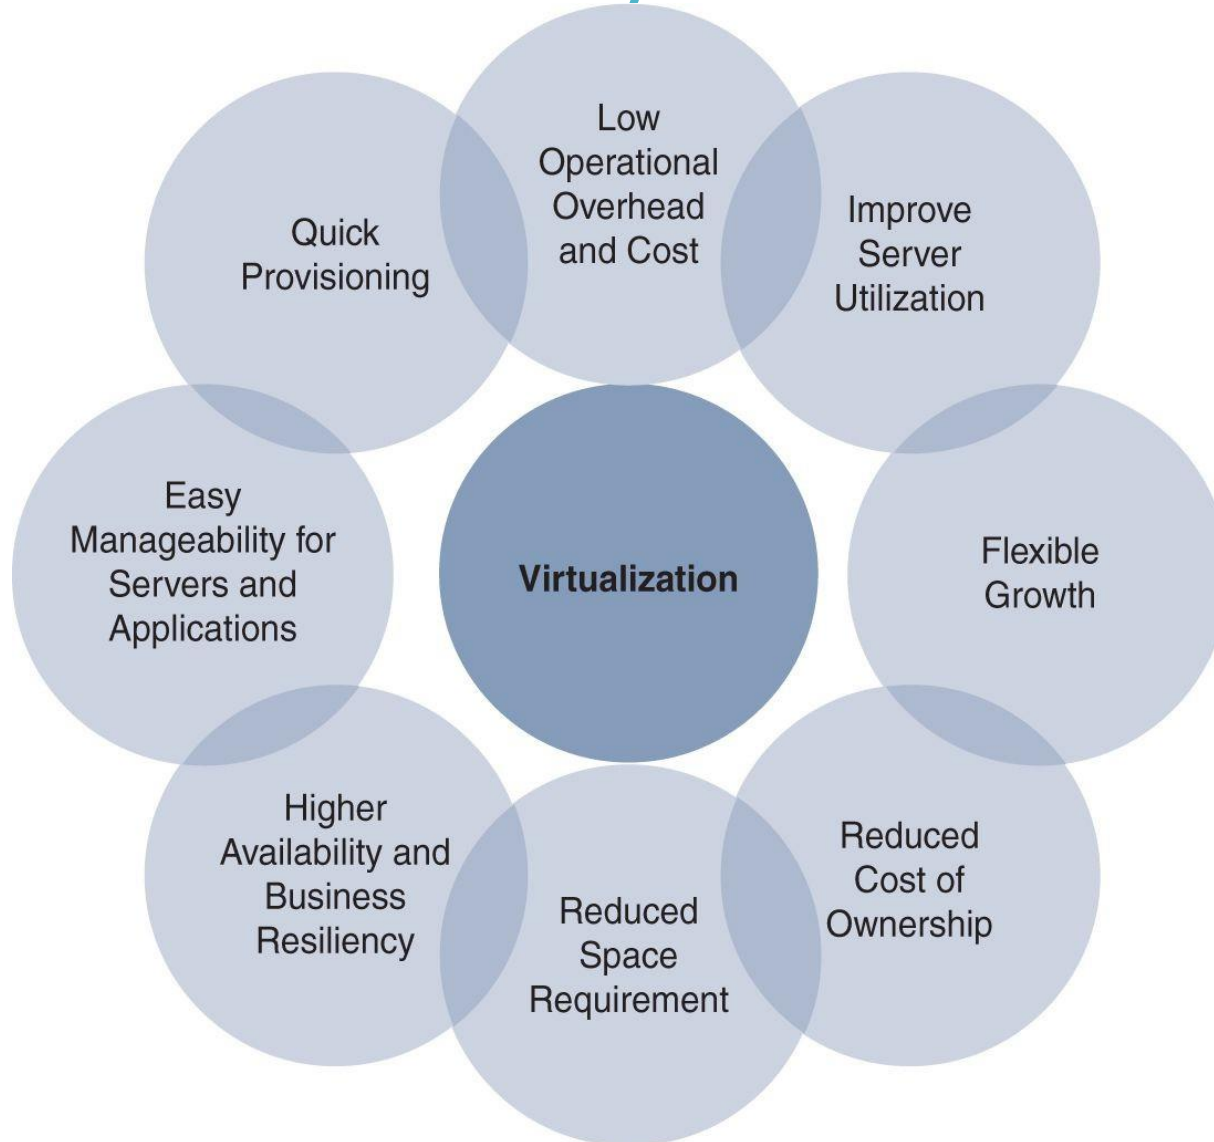 Low
Operational
Overhead
and Cost
Improve
Server
Utilization
Flexible
Growth
Reduced
Cost of
Ownership
Reduced
Space
Requirement
Higher
Availability and
Business
Resiliency
Easy
Manageability for
Servers and
Applications
Quick
Provisioning
Virtualization